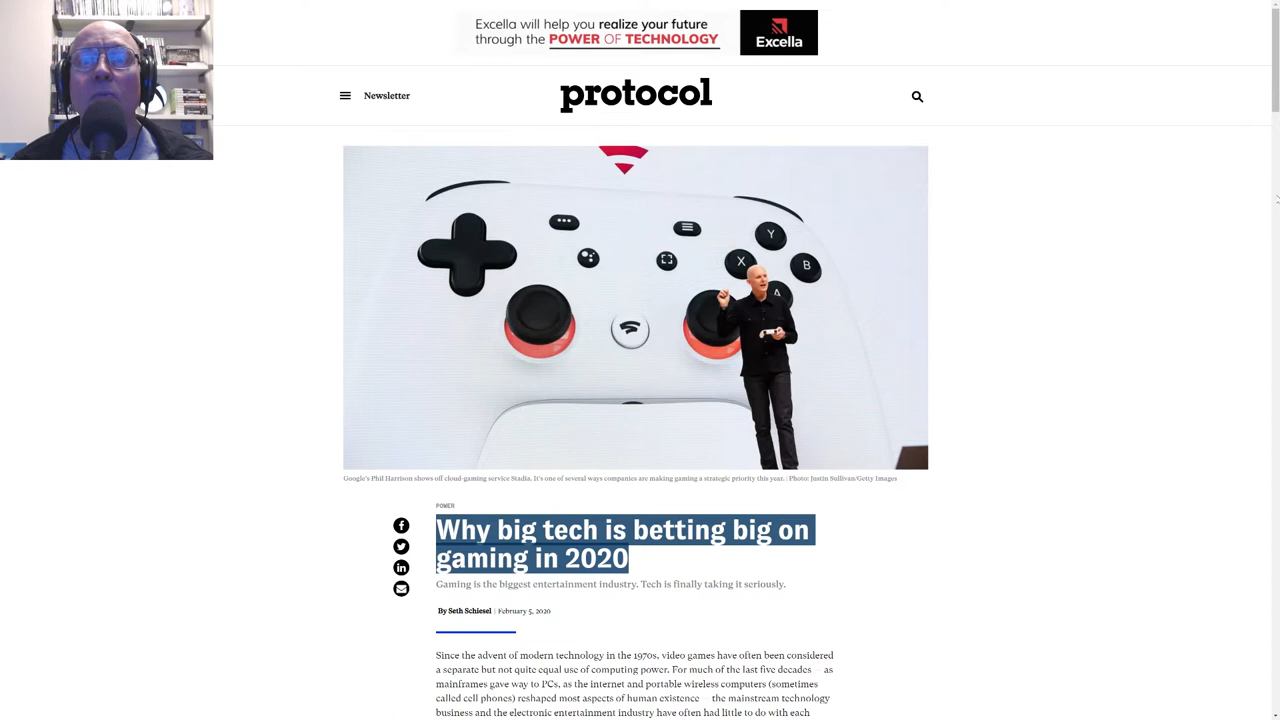 Excella will help you realize your future
through the POWER OF TECHNOLOGY
Excella
Newsletter
protocol
Y
X
B
A
Google's Phil Harrison shows off cloud-gaming service Stadia. It's one of several ways companies are making gaming a strategic priority this year. | Photo: Justin Sullivan/Getty Images
POWER
Why big tech is betting big on
gaming in 2020
Gaming is the biggest entertainment industry. Tech is finally taking it seriously.
By Seth Schiesel | February 5, 2020
Since the advent of modern technology in the 1970s, video games have often been considered
a separate but not quite equal use of computing power. For much of the last five decades — as
mainframes gave way to PCs, as the internet and portable wireless computers (sometimes
called cell phones) reshaped most aspects of human existence — the mainstream technology
business and the electronic entertainment industry have often had little to do with each